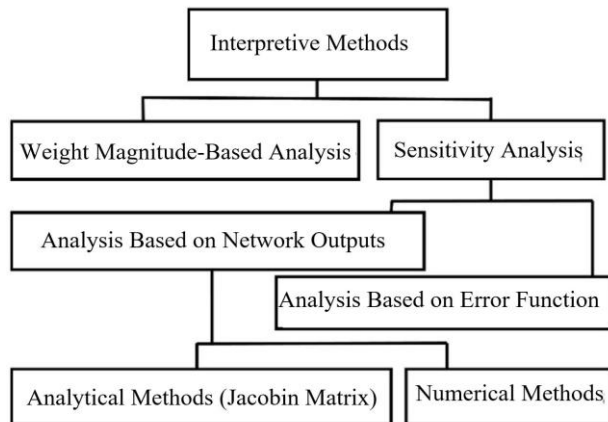 Interpretive Methods
Weight Magnitude-Based Analysis
Sensitivity Analysis
Analysis Based on Network Outputs
Analysis Based on Error Function
Analytical Methods (Jacobin Matrix)
Numerical Methods